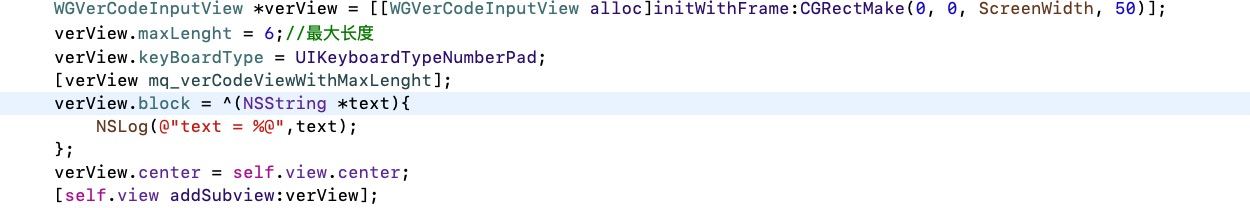 WGVerCodeInputView *verView = [[WGVerCodeInputView alloc]initWithFrame:CGRectMake(0, 0, ScreenWidth, 50)];
verView.maxLenght = 6;//最大长度
verView.keyBoardType = UIKeyboardTypeNumberPad;
[verView mq_verCodeViewWithMaxLenght];
verView.block = ^(NSString *text){
NSLog(@"text = %@",text);
};
verView.center = self.view.center;
[self.view addSubview:verView];